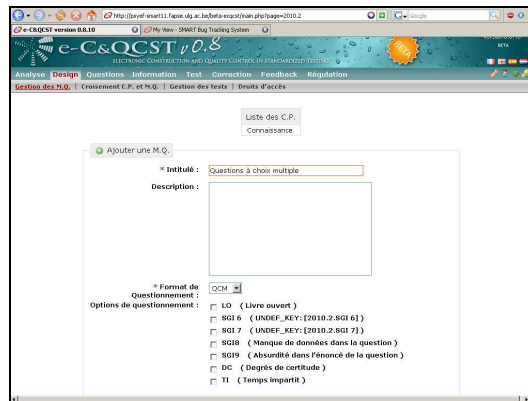 http://psyef-smart11.fapse.ulg.ac.be/beta-ecqcst/main.php?page=2010.2
Google
e-C&QCST version 0.8.10
My View - SMART Bug Tracking System
e-C&QCST v0.8
ELECTRONIC CONSTRUCTION AND QUALITY CONTROL IN STANDARDIZED TESTING
BETA
BETA
Analyse Design Questions Information Test Correction Feedback Régulation
Gestion des M.Q. | Croisement C.P. et M.Q. | Gestion des tests | Droits d'accès
Liste des C.P.
Connaissance
Ajouter une M.Q.
* Intitulé : Questions à choix multiple
Description :
* Format de Questionnement : QCM
Options de questionnement : LO ( Livre ouvert )
SGI 6 ( UNDEF_KEY: [2010.2.SGI 6] )
SGI 7 ( UNDEF_KEY: [2010.2.SGI 7] )
SGI8 ( Manque de données dans la question )
SGI9 ( Absurdité dans l'énoncé de la question )
DC ( Degrés de certitude )
TI ( Temps imparti )